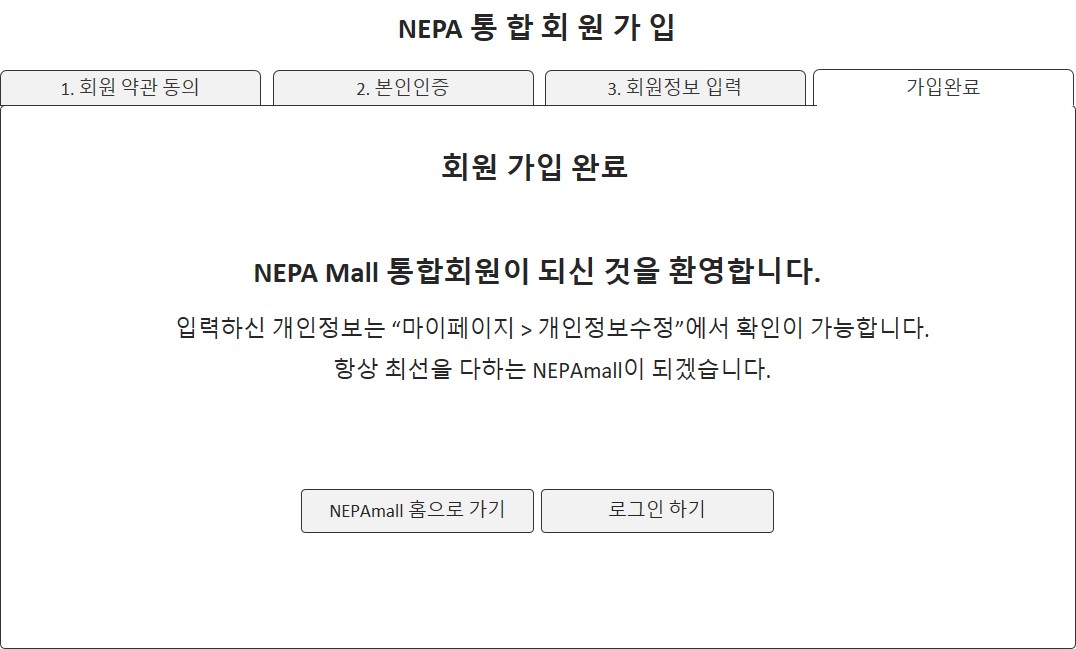 NEPA 통 합 회 원 가 입
1. 회원 약관 동의
2. 본인인증
3. 회원정보 입력
가입완료
회원 가입 완료
NEPA Mall 통합회원이 되신 것을 환영합니다.
입력하신 개인정보는 “마이페이지 > 개인정보수정”에서 확인이 가능합니다.
항상 최선을 다하는 NEPAmall이 되겠습니다.
NEPAmall 홈으로 가기
로그인 하기